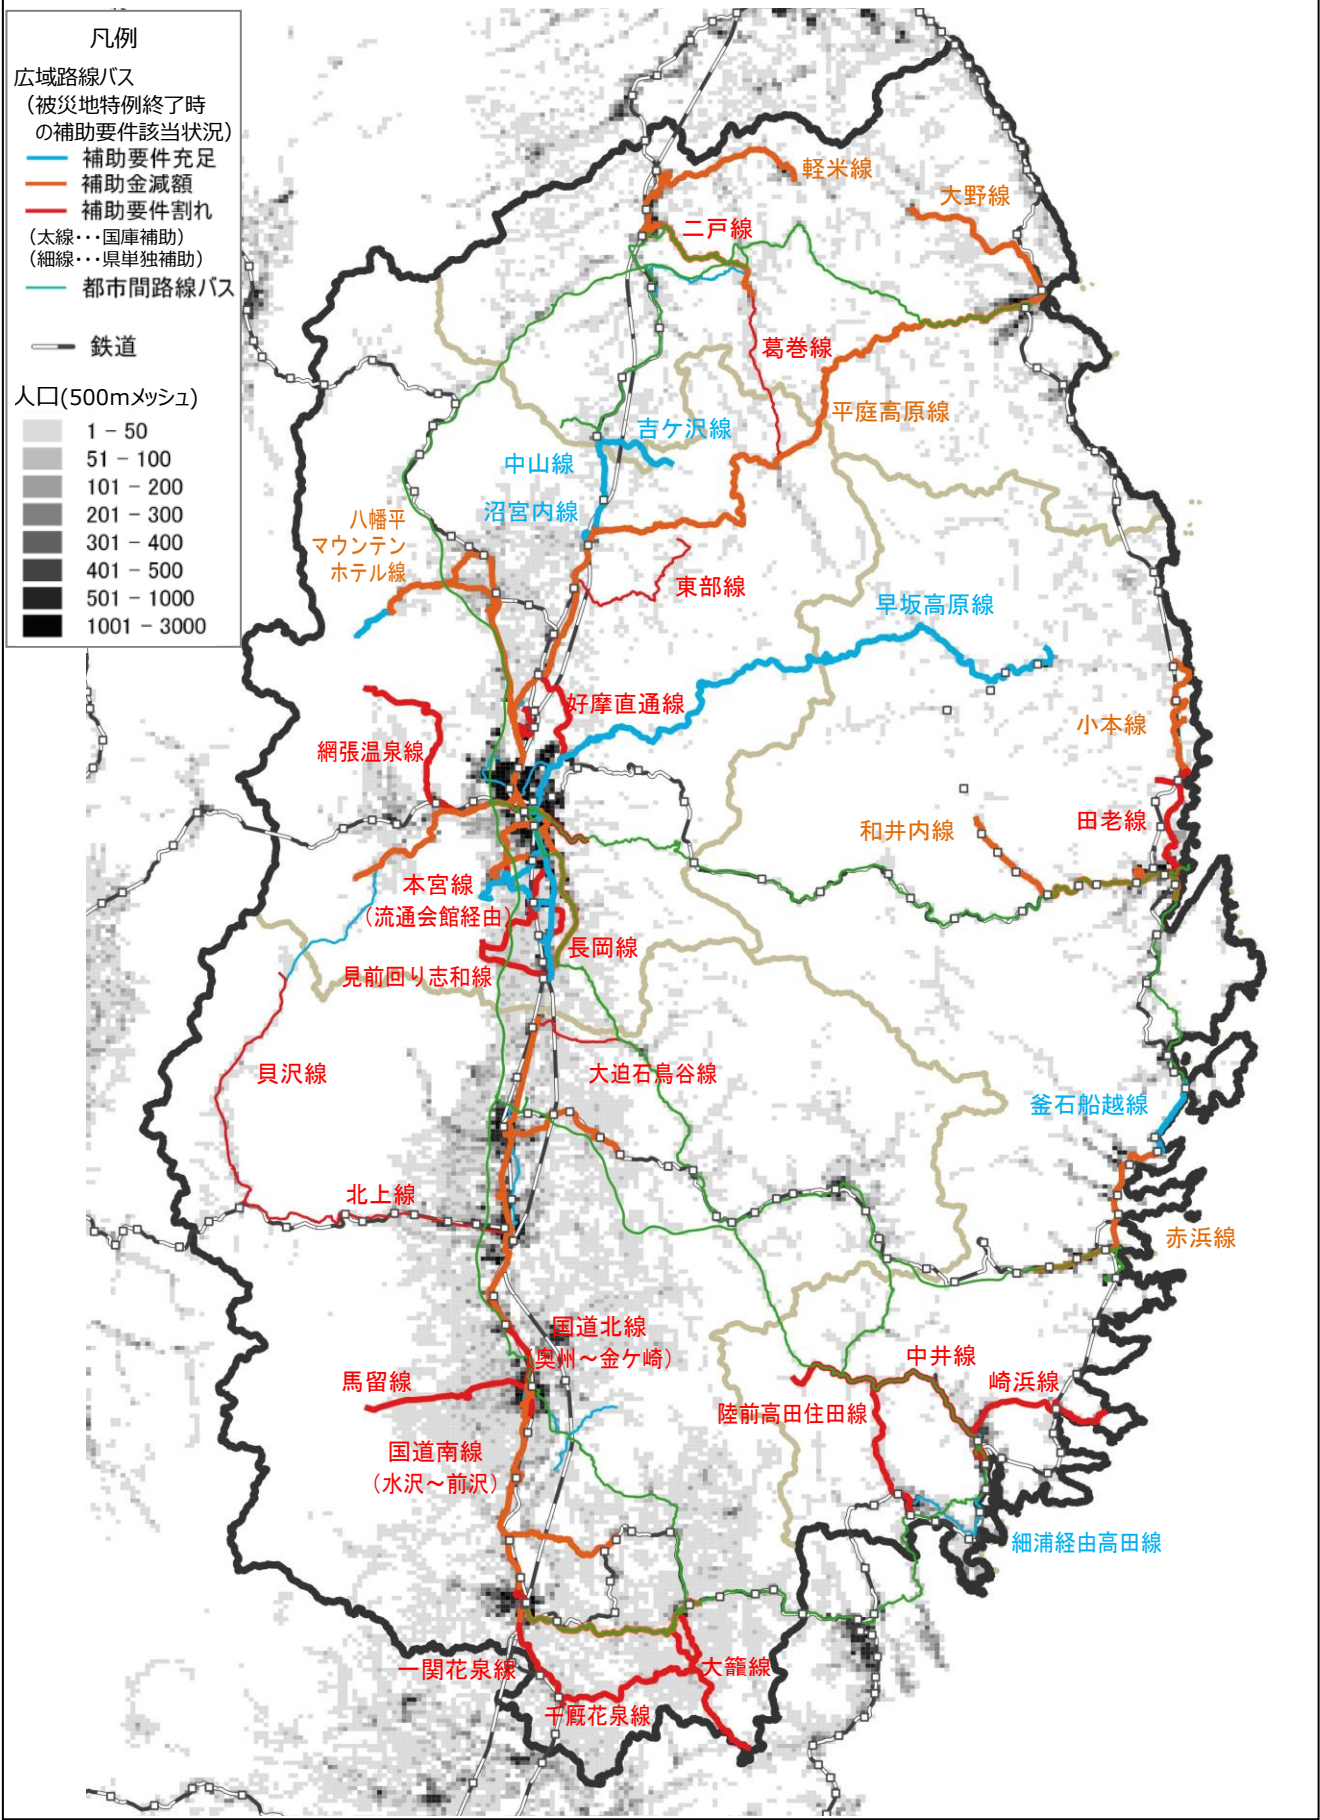 凡例
広域路線バス
（被災地特例終了時
の補助要件該当状況）
補助要件充足
補助金減額
補助要件割れ
（太線・・・国庫補助）
（細線・・・県単独補助）
都市間路線バス
鉄道
人口(500mメッシュ)
1 - 50
51 - 100
101 - 200
201 - 300
301 - 400
401 - 500
501 - 1000
1001 - 3000
軽米線
大野線
二戸線
葛巻線
平庭高原線
吉ケ沢線
中山線
沼宮内線
八幡平
マウンテン
ホテル線
東部線
早坂高原線
好摩直通線
小本線
網張温泉線
田老線
和井内線
本宮線
（流通会館経由）
長岡線
見前回り志和線
貝沢線
大迫石鳥谷線
釜石船越線
北上線
赤浜線
国道北線
（奥州～金ケ崎）
中井線
馬留線
崎浜線
陸前高田住田線
国道南線
（水沢～前沢）
細浦経由高田線
一関花泉線
大籠線
千厩花泉線